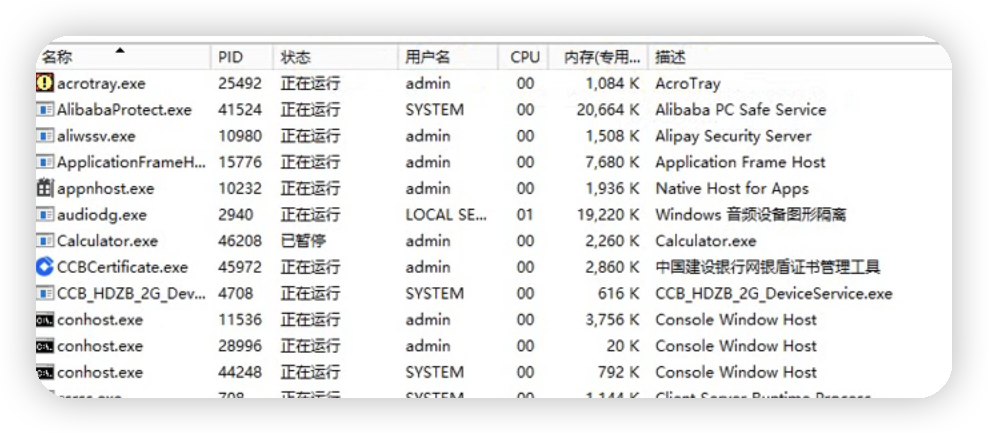 名称 PID 状态 用户名 CPU 内存(专用... 描述
acrotray.exe 25492 正在运行 admin 00 1,084 K AcroTray
AlibabaProtect.exe 41524 正在运行 SYSTEM 00 20,664 K Alibaba PC Safe Service
aliwssv.exe 10980 正在运行 admin 00 1,508 K Alipay Security Server
ApplicationFrameH... 15776 正在运行 admin 00 7,680 K Application Frame Host
appnhost.exe 10232 正在运行 admin 00 1,936 K Native Host for Apps
audiodg.exe 2940 正在运行 LOCAL SE... 01 19,220 K Windows 音频设备图形隔离
Calculator.exe 46208 已暂停 admin 00 2,260 K Calculator.exe
CCBCertificate.exe 45972 正在运行 admin 00 2,860 K 中国建设银行网银盾证书管理工具
CCB_HDZB_2G_Dev... 4708 正在运行 SYSTEM 00 616 K CCB_HDZB_2G_DeviceService.exe
conhost.exe 11536 正在运行 admin 00 3,756 K Console Window Host
conhost.exe 28996 正在运行 admin 00 20 K Console Window Host
conhost.exe 44248 正在运行 SYSTEM 00 792 K Console Window Host
正在运行 SYSTEM 00 1,144 K Client Server Runtime Process